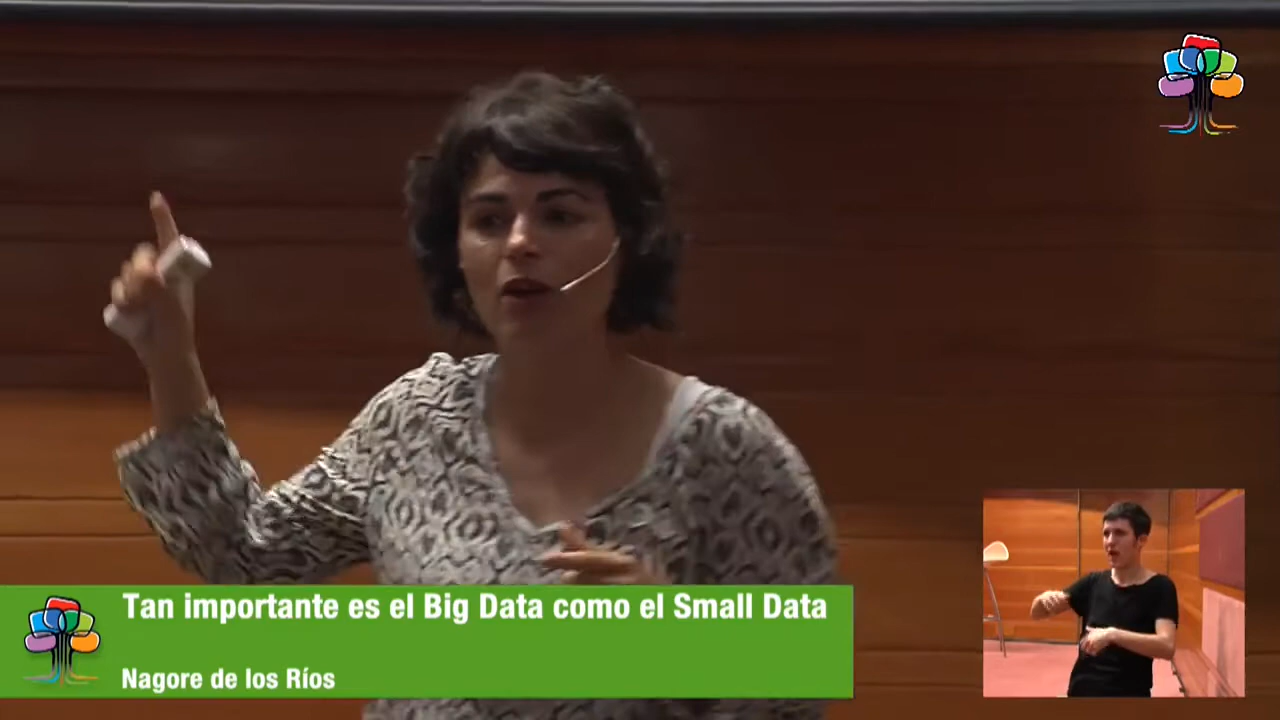 Tan importante es el Big Data como el Small Data
Nagore de los Ríos